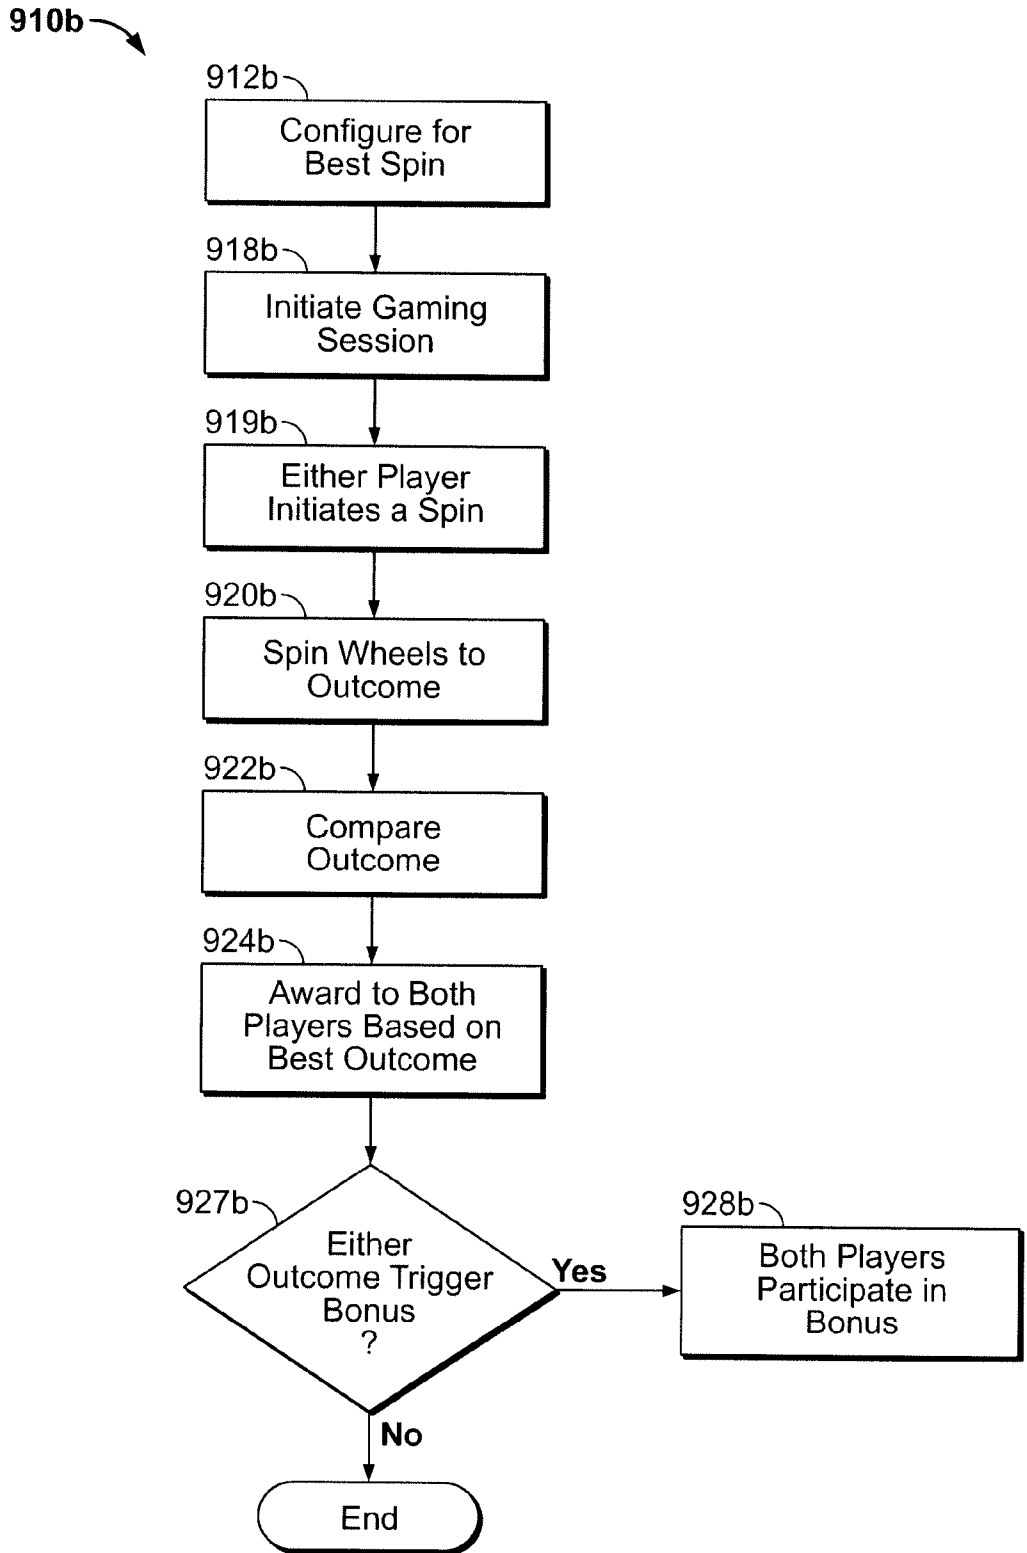 910b
912b
Configure for
Best Spin
918b
Initiate Gaming
Session
919b
Either Player
Initiates a Spin
920b
Spin Wheels to
Outcome
922b
Compare
Outcome
924b
Award to Both
Players Based on
Best Outcome
927b
Either
Outcome Trigger
Bonus
?
Yes
928b
Both Players
Participate in
Bonus
No
End